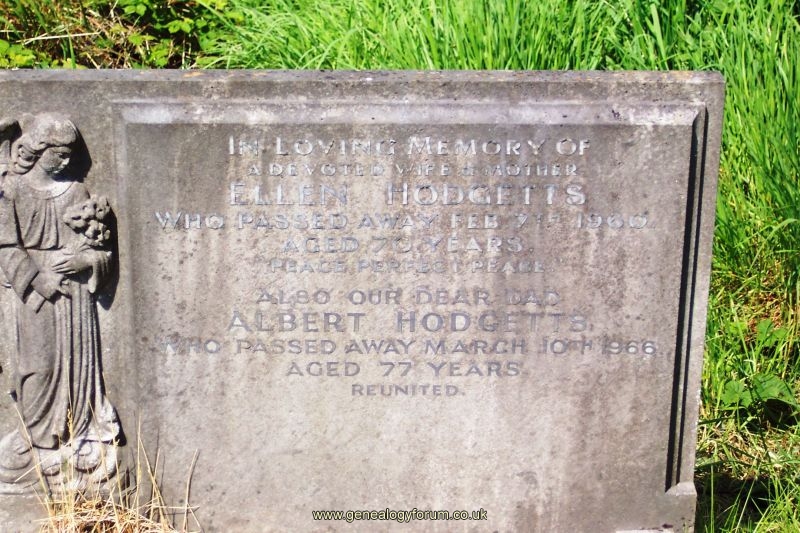 IN LOVING MEMORY OF
A DEVOTED WIFE & MOTHER
ELLEN HODGETTS
WHO PASSED AWAY FEB 7TH 1960.
AGED 70 YEARS.
"PEACE, PERFECT PEACE."
ALSO OUR DEAR DAD
ALBERT HODGETTS
WHO PASSED AWAY MARCH 10TH 1966
AGED 77 YEARS.
REUNITED.
www.genealogyforum.co.uk